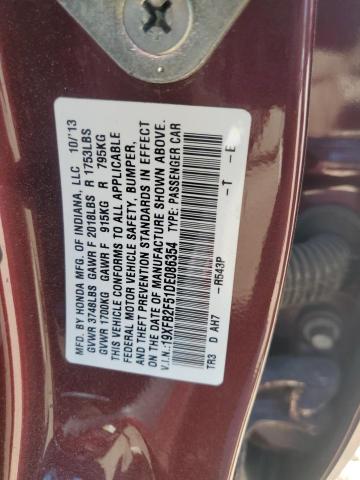 MFD. BY HONDA MFG. OF INDIANA, LLC 10/'13
GVWR 3748LBS GAWR F 2018LBS R 1753LBS
GVWR 1700KG GAWR F 915KG R 795KG
THIS VEHICLE CONFORMS TO ALL APPLICABLE
FEDERAL MOTOR VEHICLE SAFETY, BUMPER,
AND THEFT PREVENTION STANDARDS IN EFFECT
ON THE DATE OF MANUFACTURE SHOWN ABOVE.
V.I.N.:19XFB2F51DE086354 TYPE: PASSENGER CAR
TR3 D AH7 -R543P -T -E